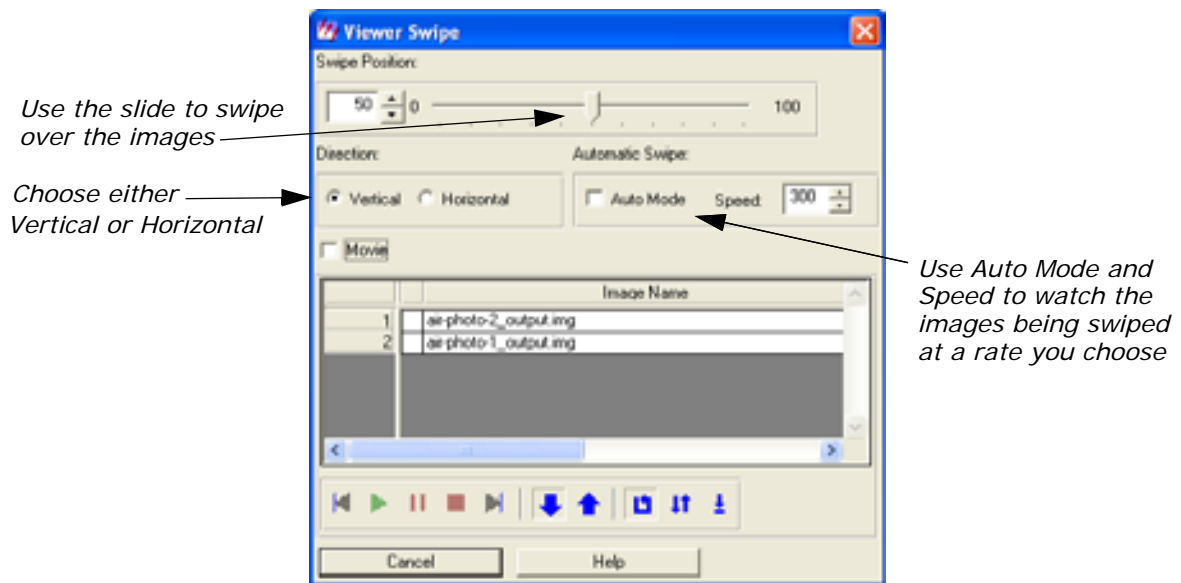 Viewer Swipe
Swipe Position:
50 0 100
Use the slide to swipe
over the images
Direction: Automatic Swipe:
Choose either
Vertical or Horizontal
Vertical Horizontal Auto Mode Speed: 300
Movie
Use Auto Mode and
Speed to watch the
images being swiped
at a rate you choose
Image Name
1 air-photo-2_output.img
2 air-photo-1_output.img
Cancel Help